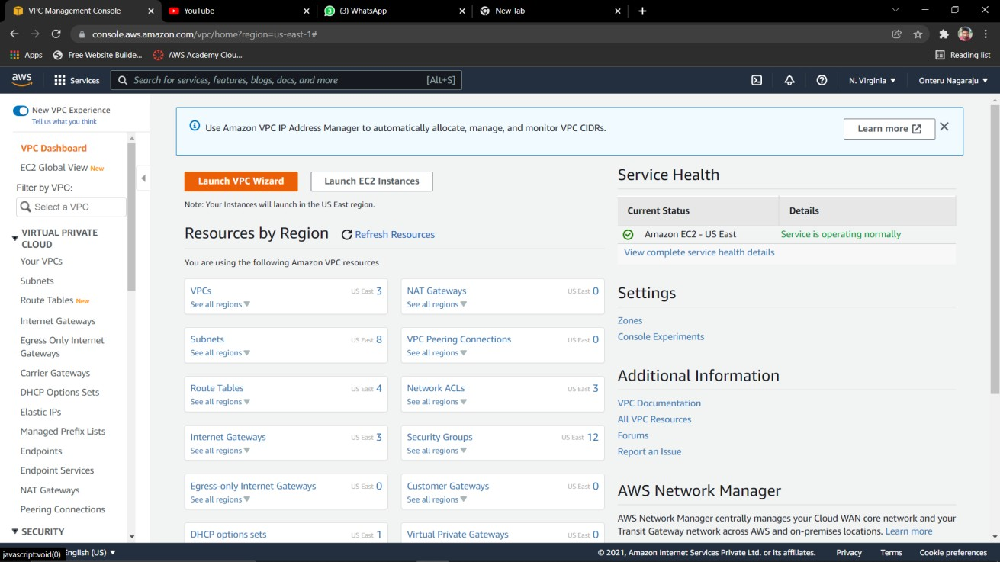 VPC Management Console
YouTube
(3) WhatsApp
New Tab
console.aws.amazon.com/vpc/home?region=us-east-1#
Apps
Free Website Builde...
AWS Academy Clou...
Reading list
aws
Services
Search for services, features, blogs, docs, and more
[Alt+S]
N. Virginia
Onteru Nagaraju
New VPC Experience
Tell us what you think
VPC Dashboard
EC2 Global View New
Filter by VPC:
Select a VPC
VIRTUAL PRIVATE
CLOUD
Your VPCs
Subnets
Route Tables New
Internet Gateways
Egress Only Internet
Gateways
Carrier Gateways
DHCP Options Sets
Elastic IPs
Managed Prefix Lists
Endpoints
Endpoint Services
NAT Gateways
Peering Connections
SECURITY
Use Amazon VPC IP Address Manager to automatically allocate, manage, and monitor VPC CIDRs.
Learn more
Launch VPC Wizard
Launch EC2 Instances
Note: Your Instances will launch in the US East region.
Resources by Region
Refresh Resources
You are using the following Amazon VPC resources
VPCs
US East 3
See all regions
NAT Gateways
US East 0
See all regions
Subnets
US East 8
See all regions
VPC Peering Connections
US East 0
See all regions
Route Tables
US East 4
See all regions
Network ACLs
US East 3
See all regions
Internet Gateways
US East 3
See all regions
Security Groups
US East 12
See all regions
Egress-only Internet Gateways
US East 0
See all regions
Customer Gateways
US East 0
See all regions
DHCP options sets
US East 1
Virtual Private Gateways
US East 0
Service Health
Current Status
Details
Amazon EC2 - US East
Service is operating normally
View complete service health details
Settings
Zones
Console Experiments
Additional Information
VPC Documentation
All VPC Resources
Forums
Report an Issue
AWS Network Manager
AWS Network Manager centrally manages your Cloud WAN core network and your
Transit Gateway network across AWS and on-premises locations. Learn more
javascript:void(0)
nglish (US)
© 2021, Amazon Internet Services Private Ltd. or its affiliates.
Privacy
Terms
Cookie preferences